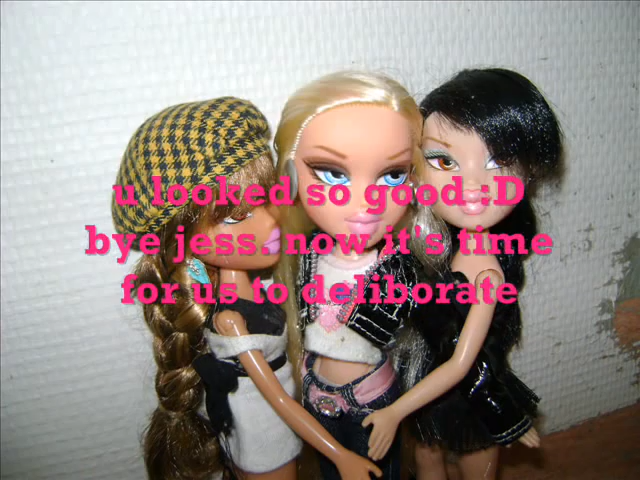 u looked so good :D
bye jess. now it's time
for us to deliborate